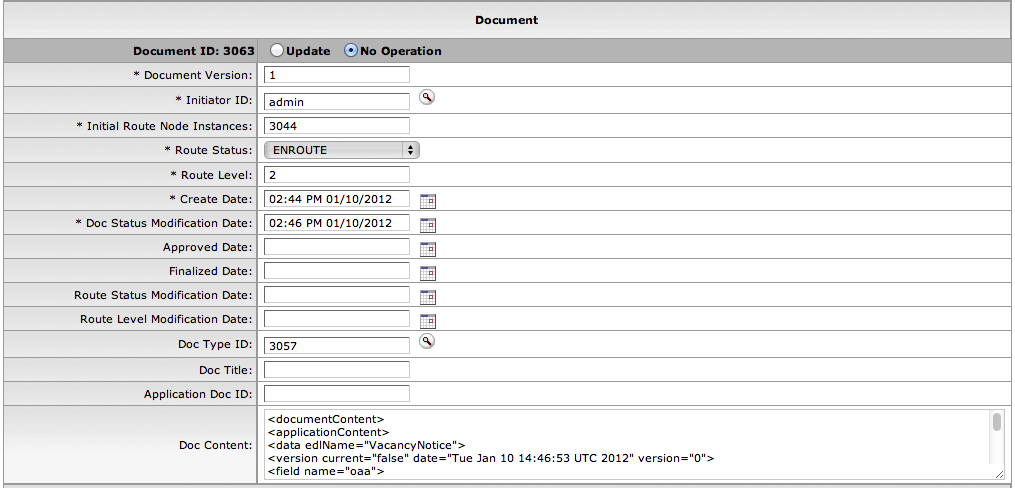 Document
Document ID: 3063 Update No Operation
* Document Version: 1
* Initiator ID: admin
* Initial Route Node Instances: 3044
* Route Status: ENROUTE
* Route Level: 2
* Create Date: 02:44 PM 01/10/2012
* Doc Status Modification Date: 02:46 PM 01/10/2012
Approved Date:
Finalized Date:
Route Status Modification Date:
Route Level Modification Date:
Doc Type ID: 3057
Doc Title:
Application Doc ID:
Doc Content: <documentContent>
<applicationContent>
<data edlName="VacancyNotice">
<version current="false" date="Tue Jan 10 14:46:53 UTC 2012" version="0">
<field name="oaa">